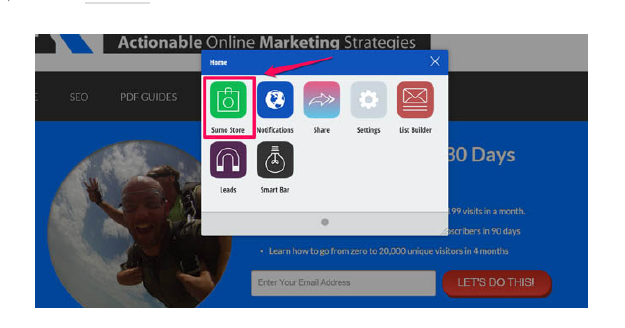 Actionable Online Marketing Strategies
Home
SEO
PDF GUIDES
Sumo Store
Notifications
Share
Settings
List Builder
30 Days
Leads
Smart Bar
199 visits in a month.
bscribers in 90 days
• Learn how to go from zero to 20,000 unique visitors in 4 months
Enter Your Email Address
LET'S DO THIS!